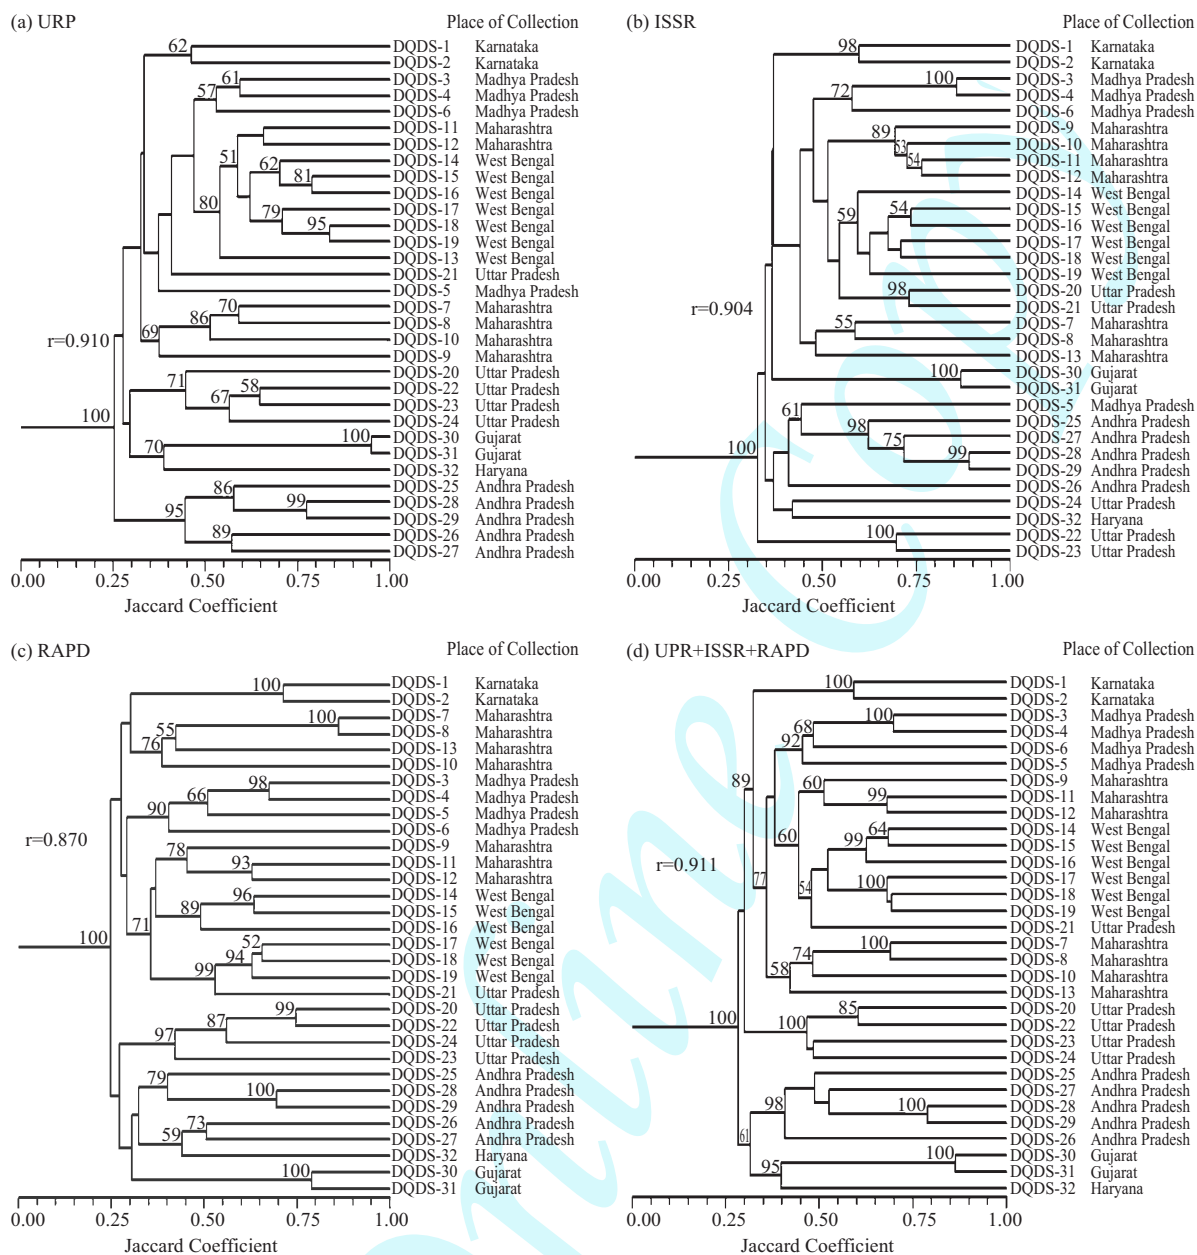 (a) URP Place of Collection
62 DQDS-1 Karnataka
DQDS-2 Karnataka
61 DQDS-3 Madhya Pradesh
57 DQDS-4 Madhya Pradesh
DQDS-6 Madhya Pradesh
DQDS-11 Maharashtra
51 DQDS-12 Maharashtra
62 DQDS-14 West Bengal
81 DQDS-15 West Bengal
80 DQDS-16 West Bengal
79 DQDS-17 West Bengal
95 DQDS-18 West Bengal
DQDS-19 West Bengal
DQDS-13 West Bengal
DQDS-21 Uttar Pradesh
DQDS-5 Madhya Pradesh
70 DQDS-7 Maharashtra
86 DQDS-8 Maharashtra
r=0.910 69 DQDS-10 Maharashtra
DQDS-9 Maharashtra
71 DQDS-20 Uttar Pradesh
58 DQDS-22 Uttar Pradesh
67 DQDS-23 Uttar Pradesh
100 DQDS-24 Uttar Pradesh
100 DQDS-30 Gujarat
70 DQDS-31 Gujarat
DQDS-32 Haryana
86 DQDS-25 Andhra Pradesh
99 DQDS-28 Andhra Pradesh
95 DQDS-29 Andhra Pradesh
89 DQDS-26 Andhra Pradesh
DQDS-27 Andhra Pradesh
0.00 0.25 0.50 0.75 1.00
Jaccard Coefficient
(b) ISSR Place of Collection
98 DQDS-1 Karnataka
DQDS-2 Karnataka
100 DQDS-3 Madhya Pradesh
72 DQDS-4 Madhya Pradesh
DQDS-6 Madhya Pradesh
89 DQDS-9 Maharashtra
53 DQDS-10 Maharashtra
54 DQDS-11 Maharashtra
DQDS-12 Maharashtra
DQDS-14 West Bengal
54 DQDS-15 West Bengal
59 DQDS-16 West Bengal
DQDS-17 West Bengal
DQDS-18 West Bengal
DQDS-19 West Bengal
98 DQDS-20 Uttar Pradesh
r=0.904 DQDS-21 Uttar Pradesh
55 DQDS-7 Maharashtra
DQDS-8 Maharashtra
DQDS-13 Maharashtra
100 DQDS-30 Gujarat
DQDS-31 Gujarat
61 DQDS-5 Madhya Pradesh
98 DQDS-25 Andhra Pradesh
75 DQDS-27 Andhra Pradesh
100 99 DQDS-28 Andhra Pradesh
DQDS-29 Andhra Pradesh
DQDS-26 Andhra Pradesh
DQDS-24 Uttar Pradesh
DQDS-32 Haryana
100 DQDS-22 Uttar Pradesh
DQDS-23 Uttar Pradesh
0.00 0.25 0.50 0.75 1.00
Jaccard Coefficient
(c) RAPD Place of Collection
100 DQDS-1 Karnataka
DQDS-2 Karnataka
100 DQDS-7 Maharashtra
55 DQDS-8 Maharashtra
76 DQDS-13 Maharashtra
DQDS-10 Maharashtra
98 DQDS-3 Madhya Pradesh
66 DQDS-4 Madhya Pradesh
90 DQDS-5 Madhya Pradesh
r=0.870 DQDS-6 Madhya Pradesh
78 DQDS-9 Maharashtra
93 DQDS-11 Maharashtra
DQDS-12 Maharashtra
96 DQDS-14 West Bengal
89 DQDS-15 West Bengal
71 DQDS-16 West Bengal
100 52 DQDS-17 West Bengal
94 DQDS-18 West Bengal
99 DQDS-19 West Bengal
DQDS-21 Uttar Pradesh
99 DQDS-20 Uttar Pradesh
87 DQDS-22 Uttar Pradesh
97 DQDS-24 Uttar Pradesh
DQDS-23 Uttar Pradesh
79 DQDS-25 Andhra Pradesh
100 DQDS-28 Andhra Pradesh
DQDS-29 Andhra Pradesh
73 DQDS-26 Andhra Pradesh
59 DQDS-27 Andhra Pradesh
DQDS-32 Haryana
100 DQDS-30 Gujarat
DQDS-31 Gujarat
0.00 0.25 0.50 0.75 1.00
Jaccard Coefficient
(d) UPR+ISSR+RAPD Place of Collection
100 DQDS-1 Karnataka
DQDS-2 Karnataka
100 DQDS-3 Madhya Pradesh
68 DQDS-4 Madhya Pradesh
92 DQDS-6 Madhya Pradesh
DQDS-5 Madhya Pradesh
89 60 DQDS-9 Maharashtra
99 DQDS-11 Maharashtra
DQDS-12 Maharashtra
60 64 DQDS-14 West Bengal
99 DQDS-15 West Bengal
r=0.911 DQDS-16 West Bengal
77 54 100 DQDS-17 West Bengal
DQDS-18 West Bengal
DQDS-19 West Bengal
DQDS-21 Uttar Pradesh
100 DQDS-7 Maharashtra
74 DQDS-8 Maharashtra
58 DQDS-10 Maharashtra
DQDS-13 Maharashtra
85 DQDS-20 Uttar Pradesh
100 100 DQDS-22 Uttar Pradesh
DQDS-23 Uttar Pradesh
DQDS-24 Uttar Pradesh
DQDS-25 Andhra Pradesh
DQDS-27 Andhra Pradesh
98 100 DQDS-28 Andhra Pradesh
DQDS-29 Andhra Pradesh
61 DQDS-26 Andhra Pradesh
100 DQDS-30 Gujarat
95 DQDS-31 Gujarat
DQDS-32 Haryana
0.00 0.25 0.50 0.75 1.00
Jaccard Coefficient